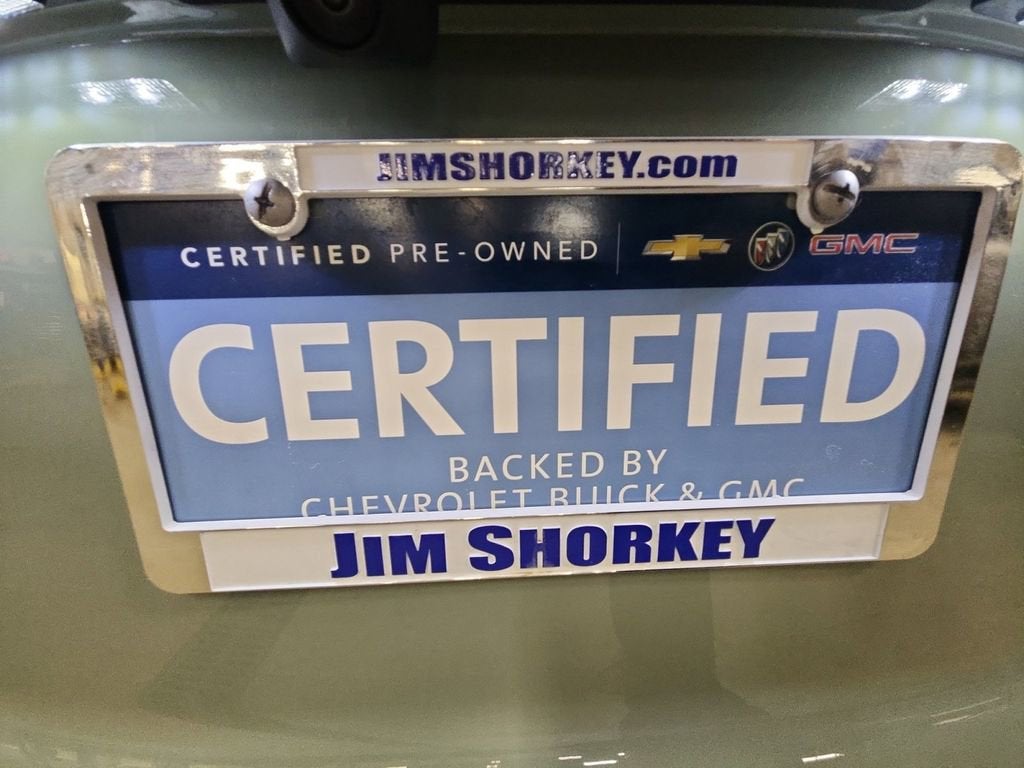 JIMSHORKEY.com
CERTIFIED PRE-OWNED GMC
CERTIFIED
BACKED BY
CHEVROLET BUICK & GMC
JIM SHORKEY